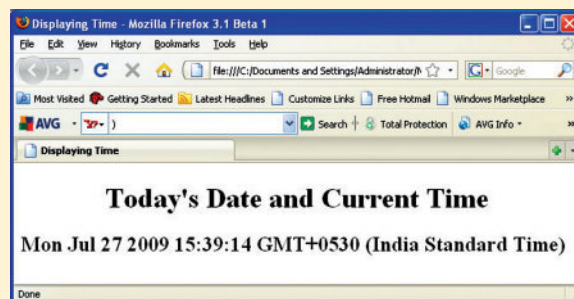 Displaying Time - Mozilla Firefox 3.1 Beta 1
File Edit View History Bookmarks Tools Help
file:///C:/Documents and Settings/Administrator/ G Google
Most Visited Getting Started Latest Headlines Customize Links Free Hotmail Windows Marketplace »
AVG Y? ) Search Total Protection AVG Info »
Displaying Time
Today's Date and Current Time
Mon Jul 27 2009 15:39:14 GMT+0530 (India Standard Time)
Done